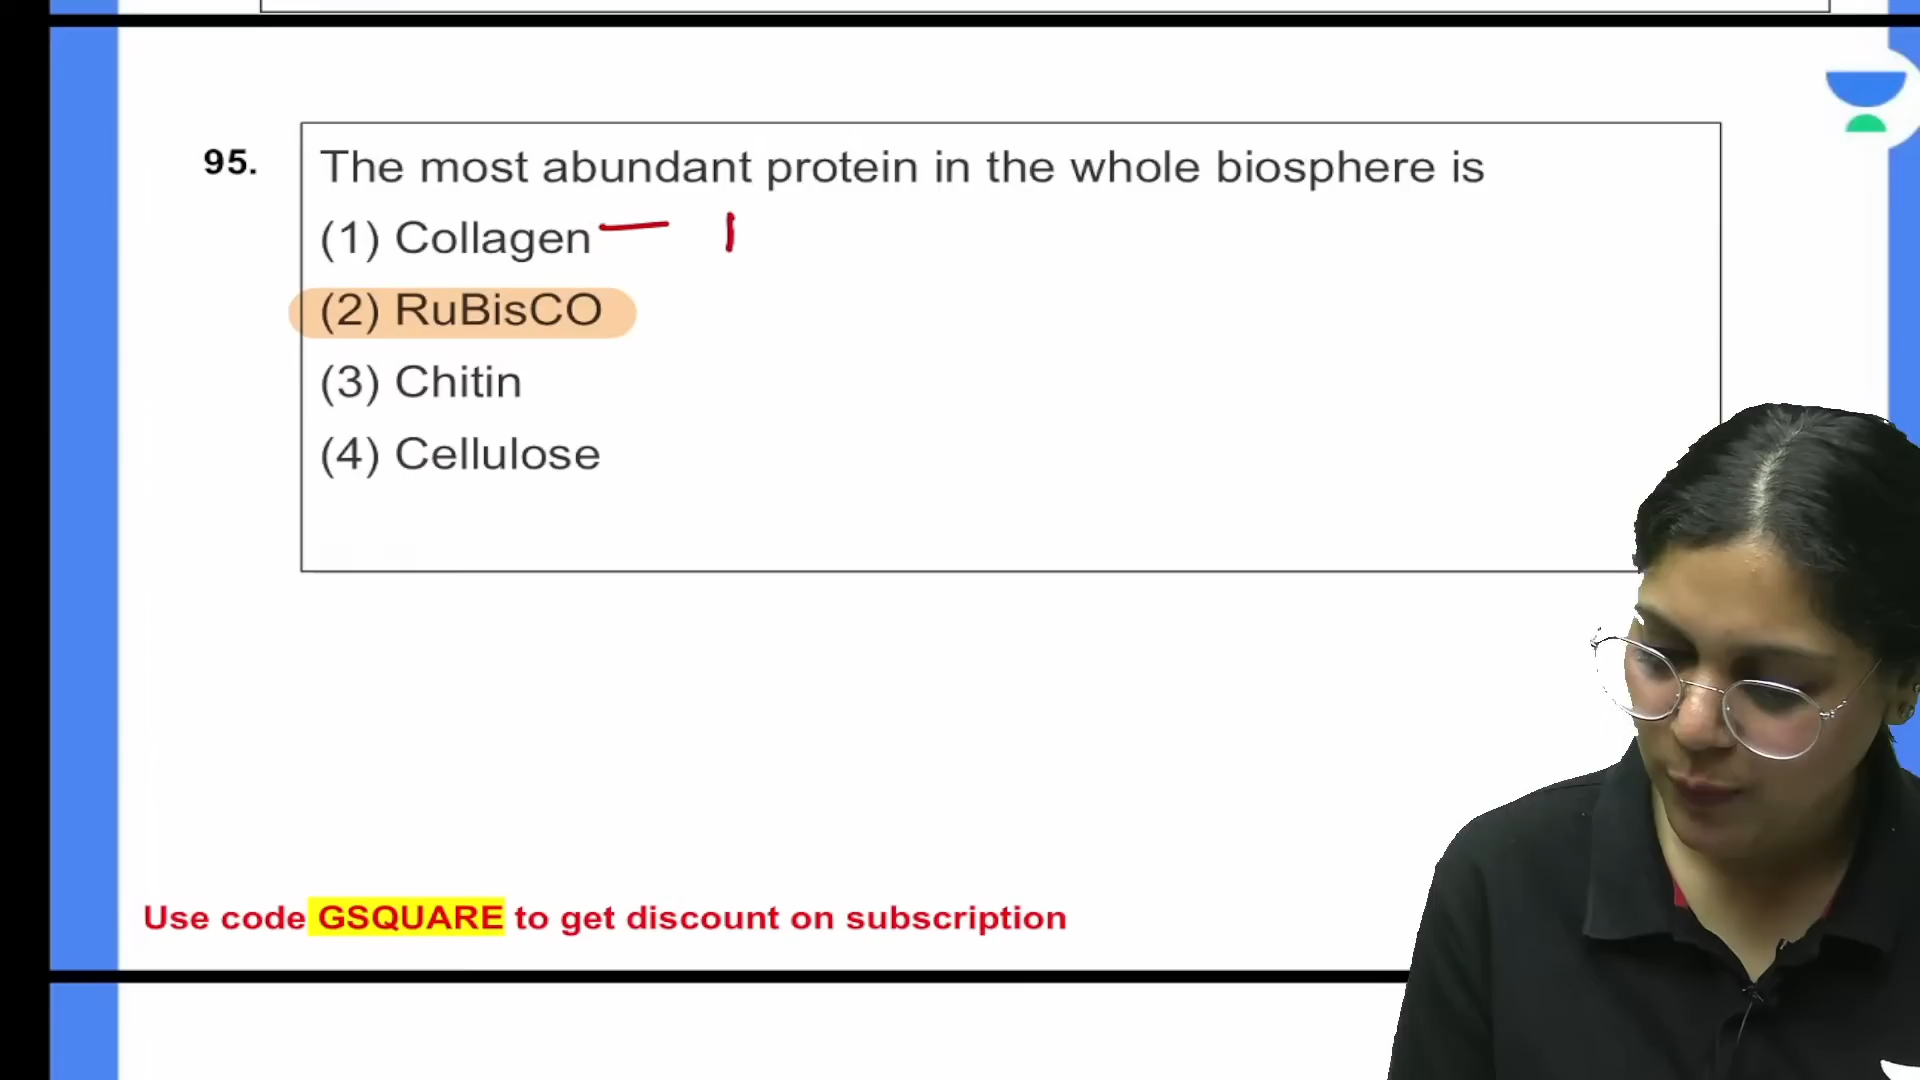 95.
The most abundant protein in the whole biosphere is
(1) Collagen
(2) RuBisCO
(3) Chitin
(4) Cellulose
Use code GSQUARE to get discount on subscription